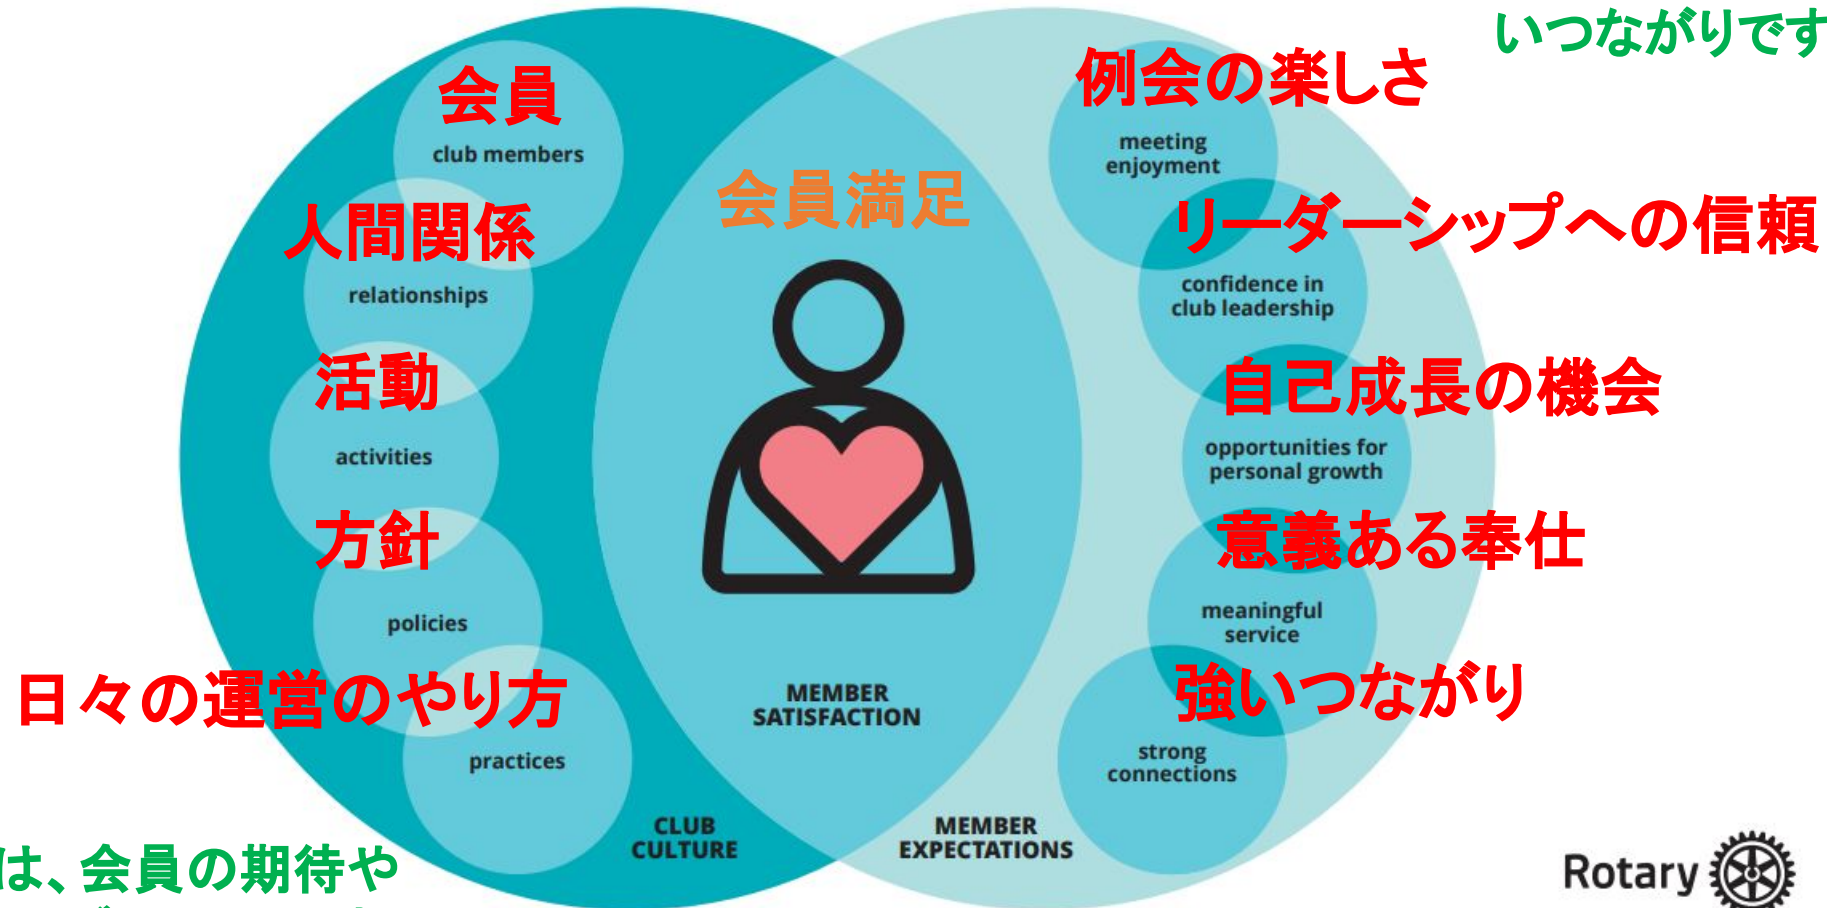 いつながりです
会員
club members
人間関係
relationships
活動
activities
方針
policies
日々の運営のやり方
practices
CLUB
CULTURE
会員満足
MEMBER
SATISFACTION
例会の楽しさ
meeting
enjoyment
リーダーシップへの信頼
confidence in
club leadership
自己成長の機会
opportunities for
personal growth
意義ある奉仕
meaningful
service
強いつながり
strong
connections
MEMBER
EXPECTATIONS
は、会員の期待や
Rotary